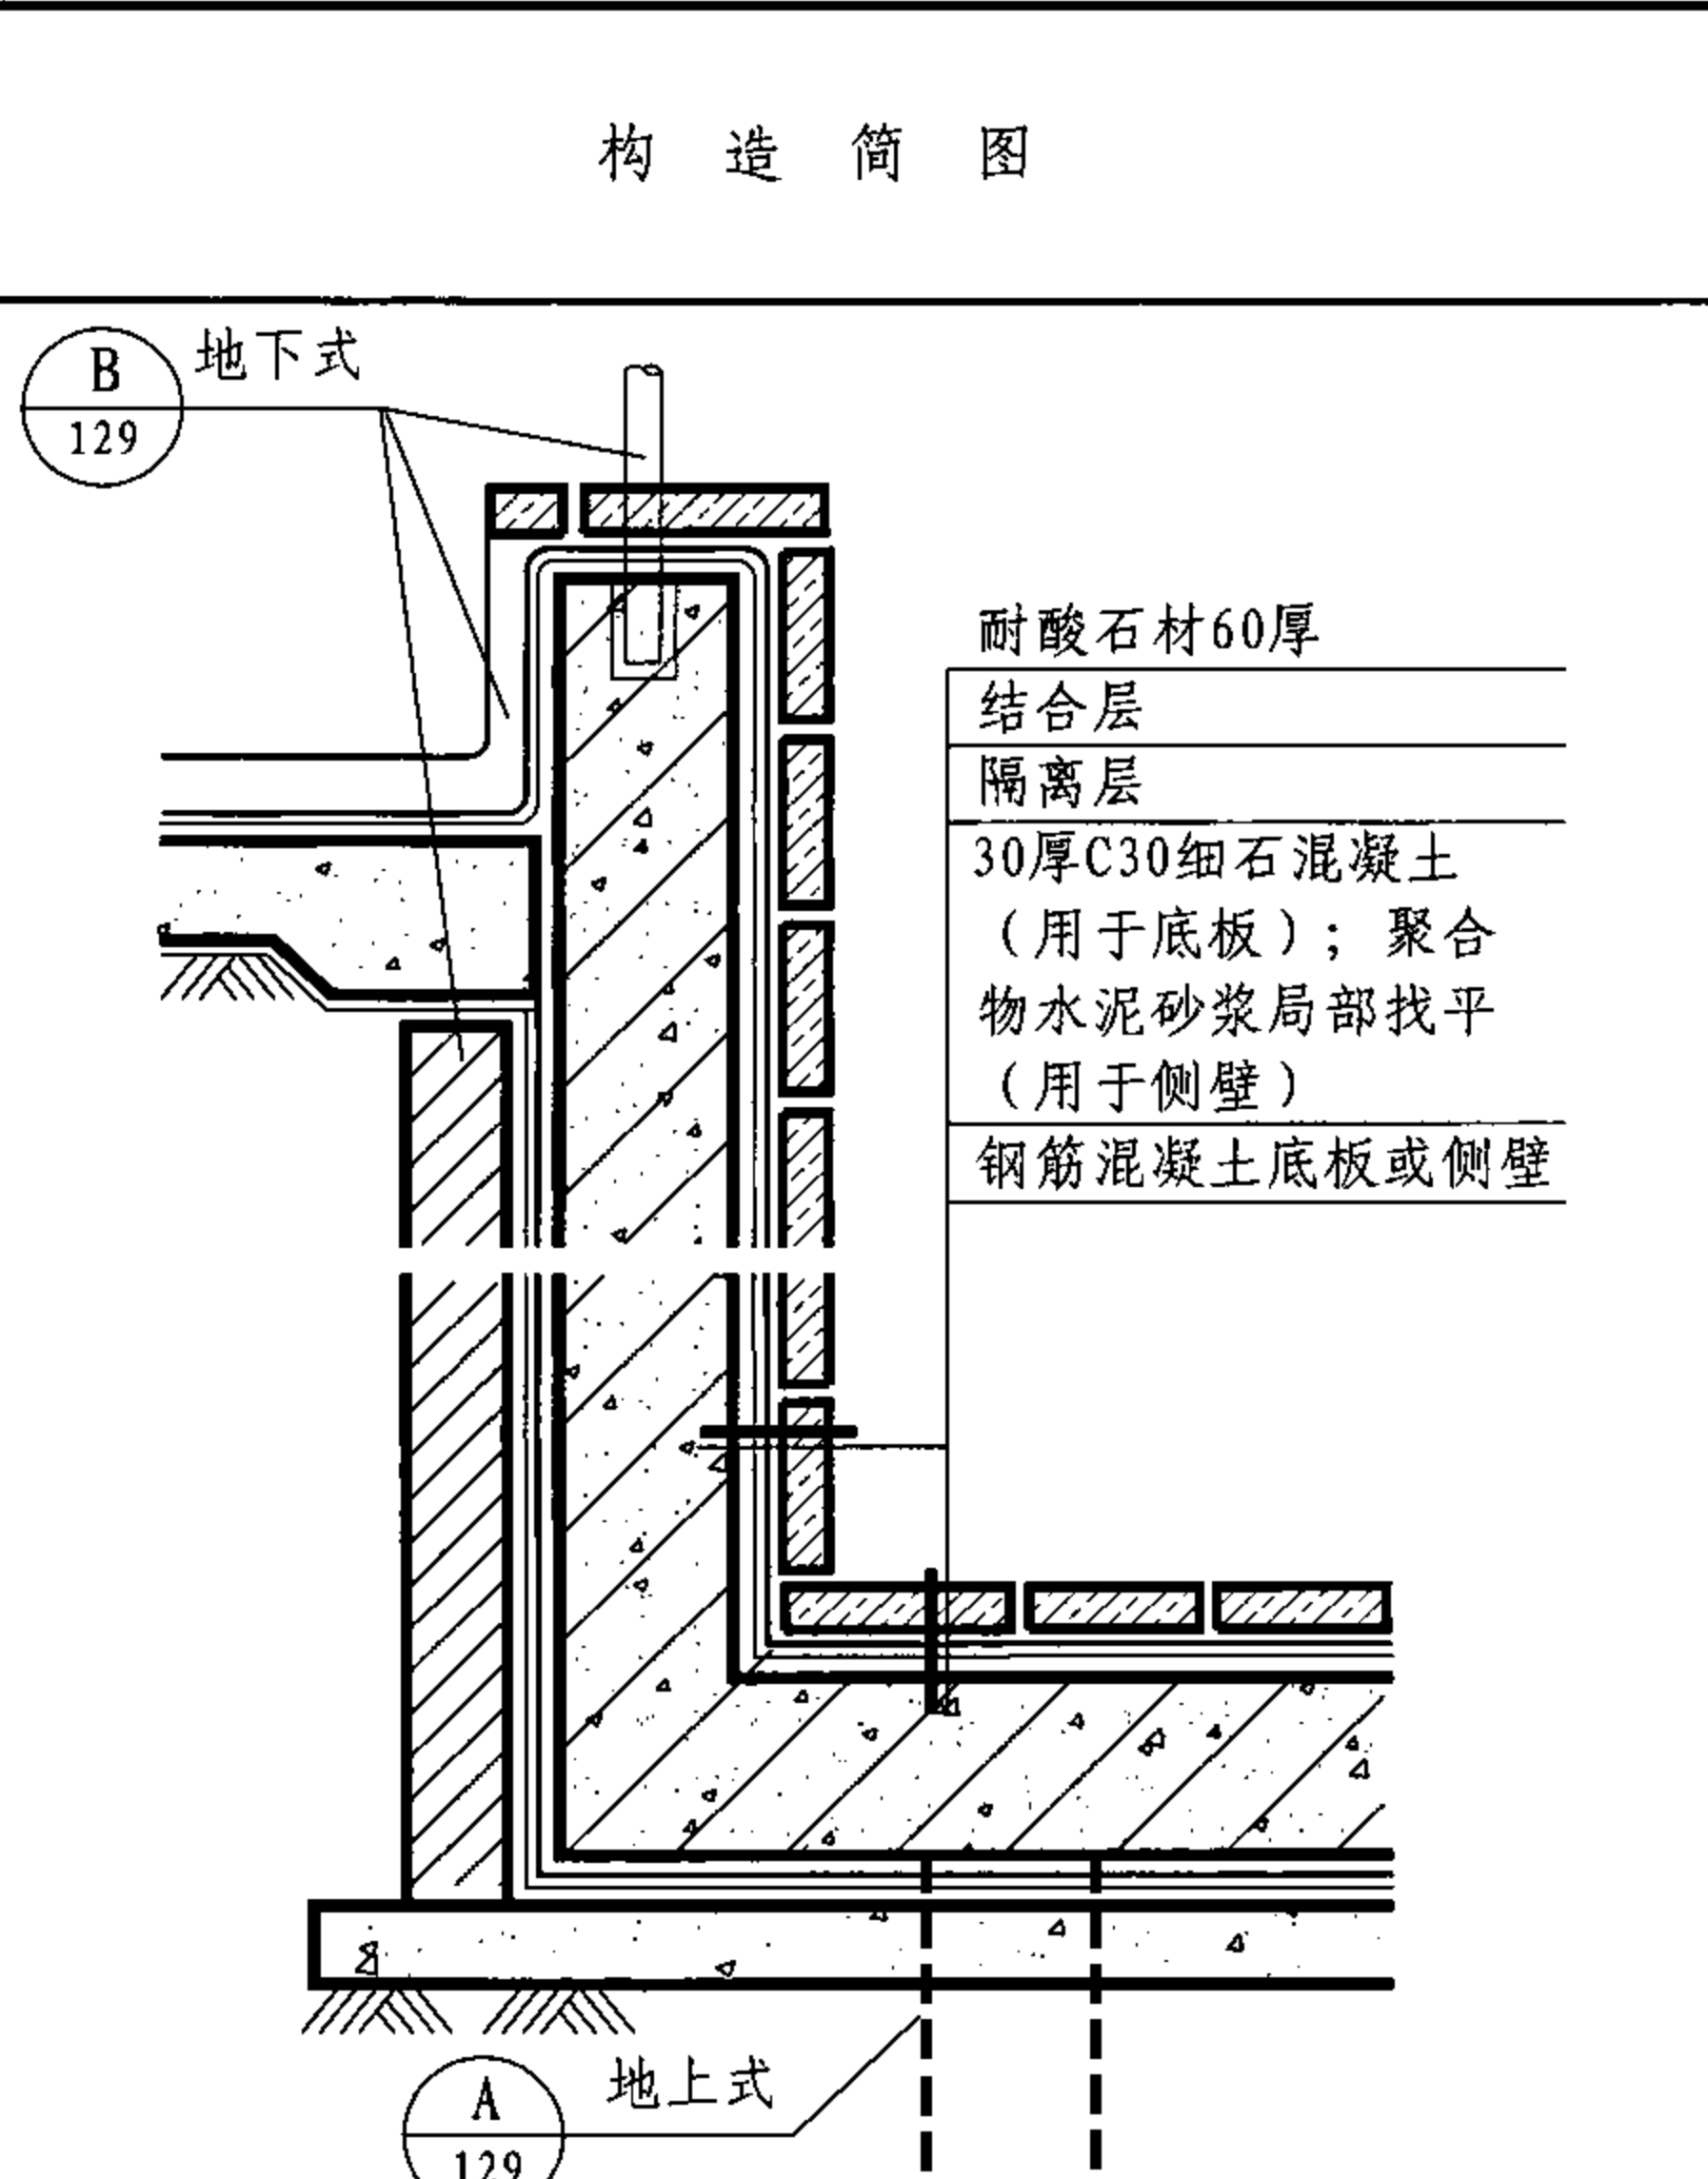 构造简图
B
地下式
129
耐酸石材60厚
结合层
隔离层
30厚C30细石混凝土
（用于底板）；聚合
物水泥砂浆局部找平
（用于侧壁）
钢筋混凝土底板或侧壁
地上式
A
129